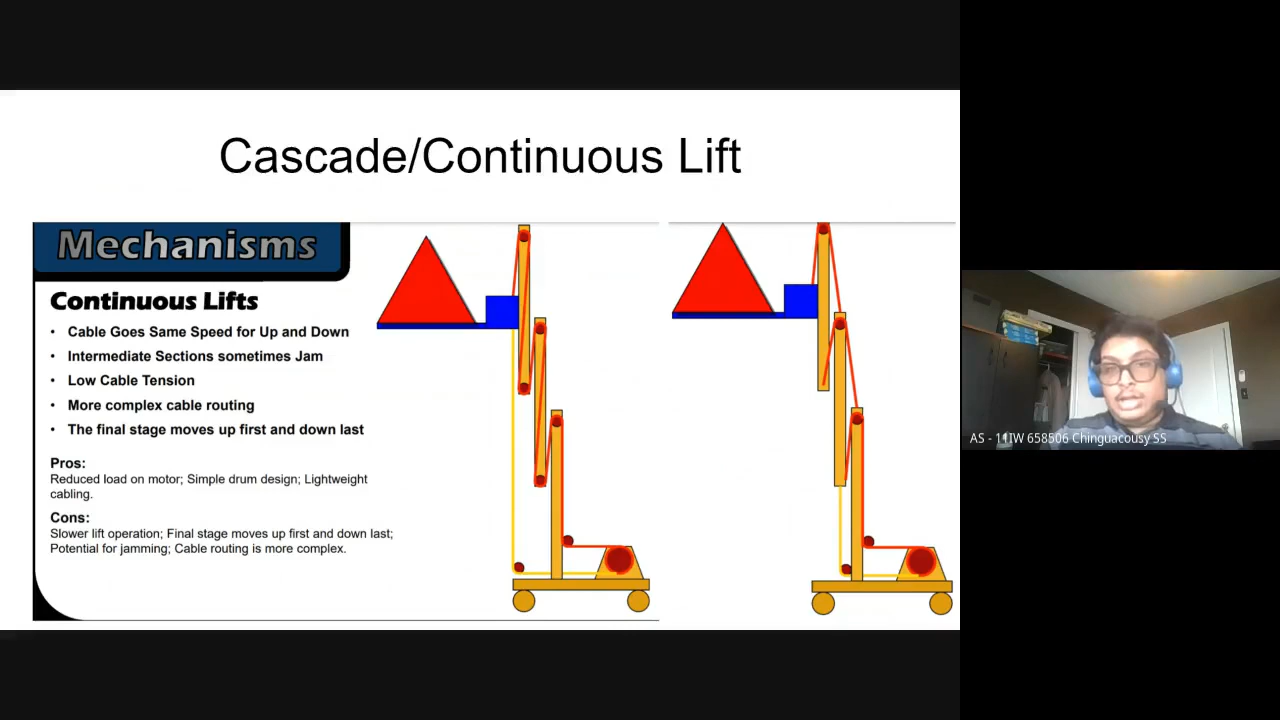 Cascade/Continuous Lift
Mechanisms
Continuous Lifts
• Cable Goes Same Speed for Up and Down
• Intermediate Sections sometimes Jam
• Low Cable Tension
• More complex cable routing
• The final stage moves up first and down last
Pros:
Reduced load on motor; Simple drum design; Lightweight
cabling.
Cons:
Slower lift operation; Final stage moves up first and down last;
Potential for jamming; Cable routing is more complex.
AS - 11IW 658506 Chinguacousy SS